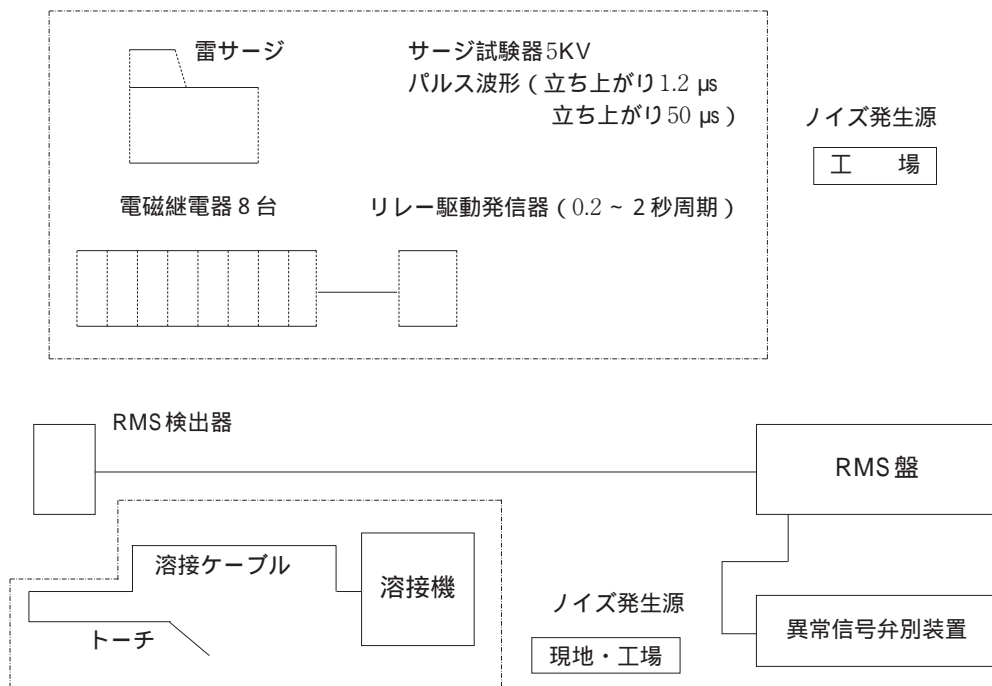 雷サージ
サージ試験器5KV
パルス波形（立ち上がり1.2 μs
立ち上がり50 μs）
ノイズ発生源
工　場
電磁継電器8台
リレー駆動発信器（0.2 ~ 2秒周期）
RMS検出器
RMS盤
溶接ケーブル
溶接機
トーチ
ノイズ発生源
現地・工場
異常信号弁別装置